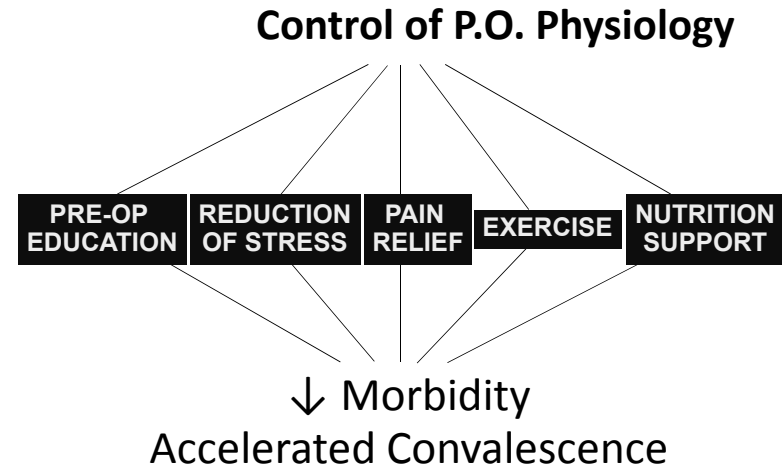 Control of P.O. Physiology
PRE-OP
EDUCATION
REDUCTION
OF STRESS
PAIN
RELIEF
EXERCISE
NUTRITION
SUPPORT
↓ Morbidity
Accelerated Convalescence